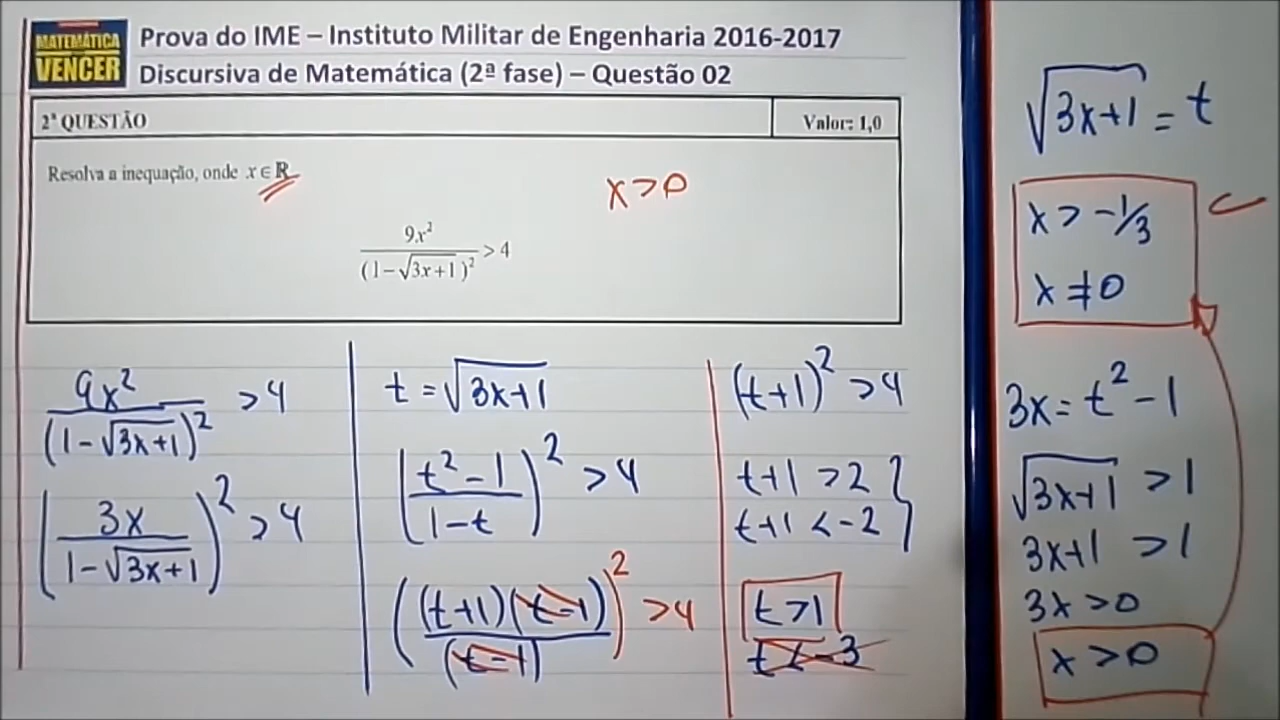 MATEMÁTICA
VENCER
Prova do IME – Instituto Militar de Engenharia 2016-2017
Discursiva de Matemática (2ª fase) – Questão 02
2ª QUESTÃO
Valor: 1,0
Resolva a inequação, onde x ∈ ℝ
x > 0
9x² / (1 − √(3x+1))² > 4
9x² / (1 − √(3x+1))² > 4
(3x / (1 − √(3x+1)))² > 4
t = √(3x+1)
((t² − 1) / (1 − t))² > 4
((t+1)(t−1) / (t−1))² > 4
(t+1)² > 4
t+1 > 2
t+1 < −2
t > 1
t < −3
√(3x+1) = t
x > −1/3
x ≠ 0
3x = t² − 1
√(3x+1) > 1
3x+1 > 1
3x > 0
x > 0